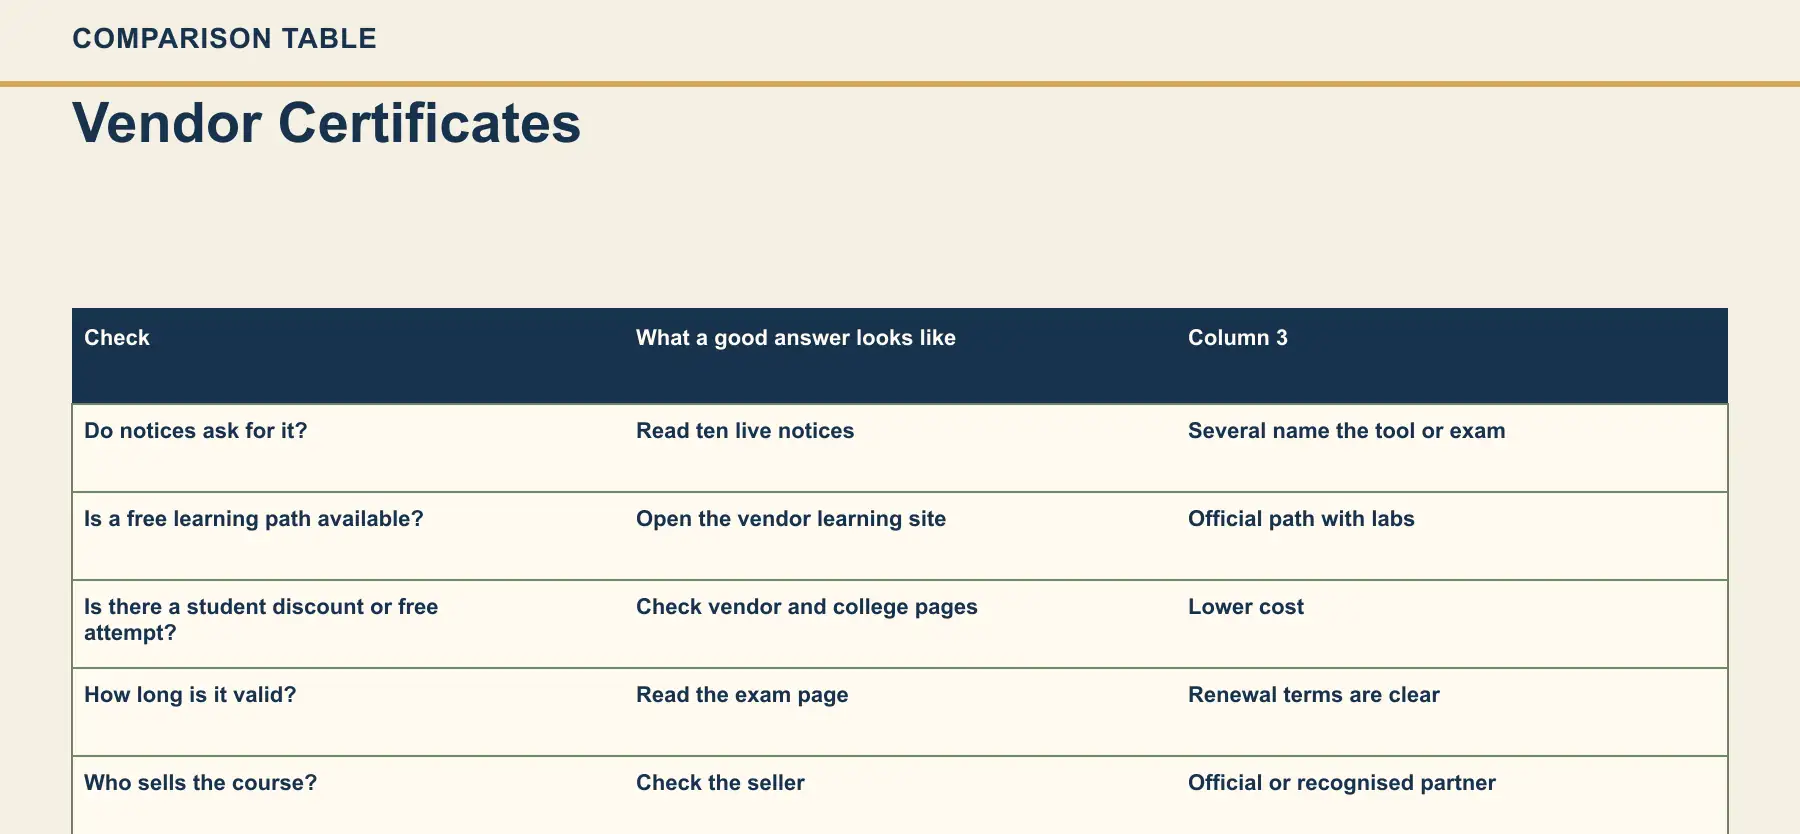 COMPARISON TABLE
Vendor Certificates
Check
What a good answer looks like
Column 3
Do notices ask for it?
Read ten live notices
Several name the tool or exam
Is a free learning path available?
Open the vendor learning site
Official path with labs
Is there a student discount or free
attempt?
Check vendor and college pages
Lower cost
How long is it valid?
Read the exam page
Renewal terms are clear
Who sells the course?
Check the seller
Official or recognised partner